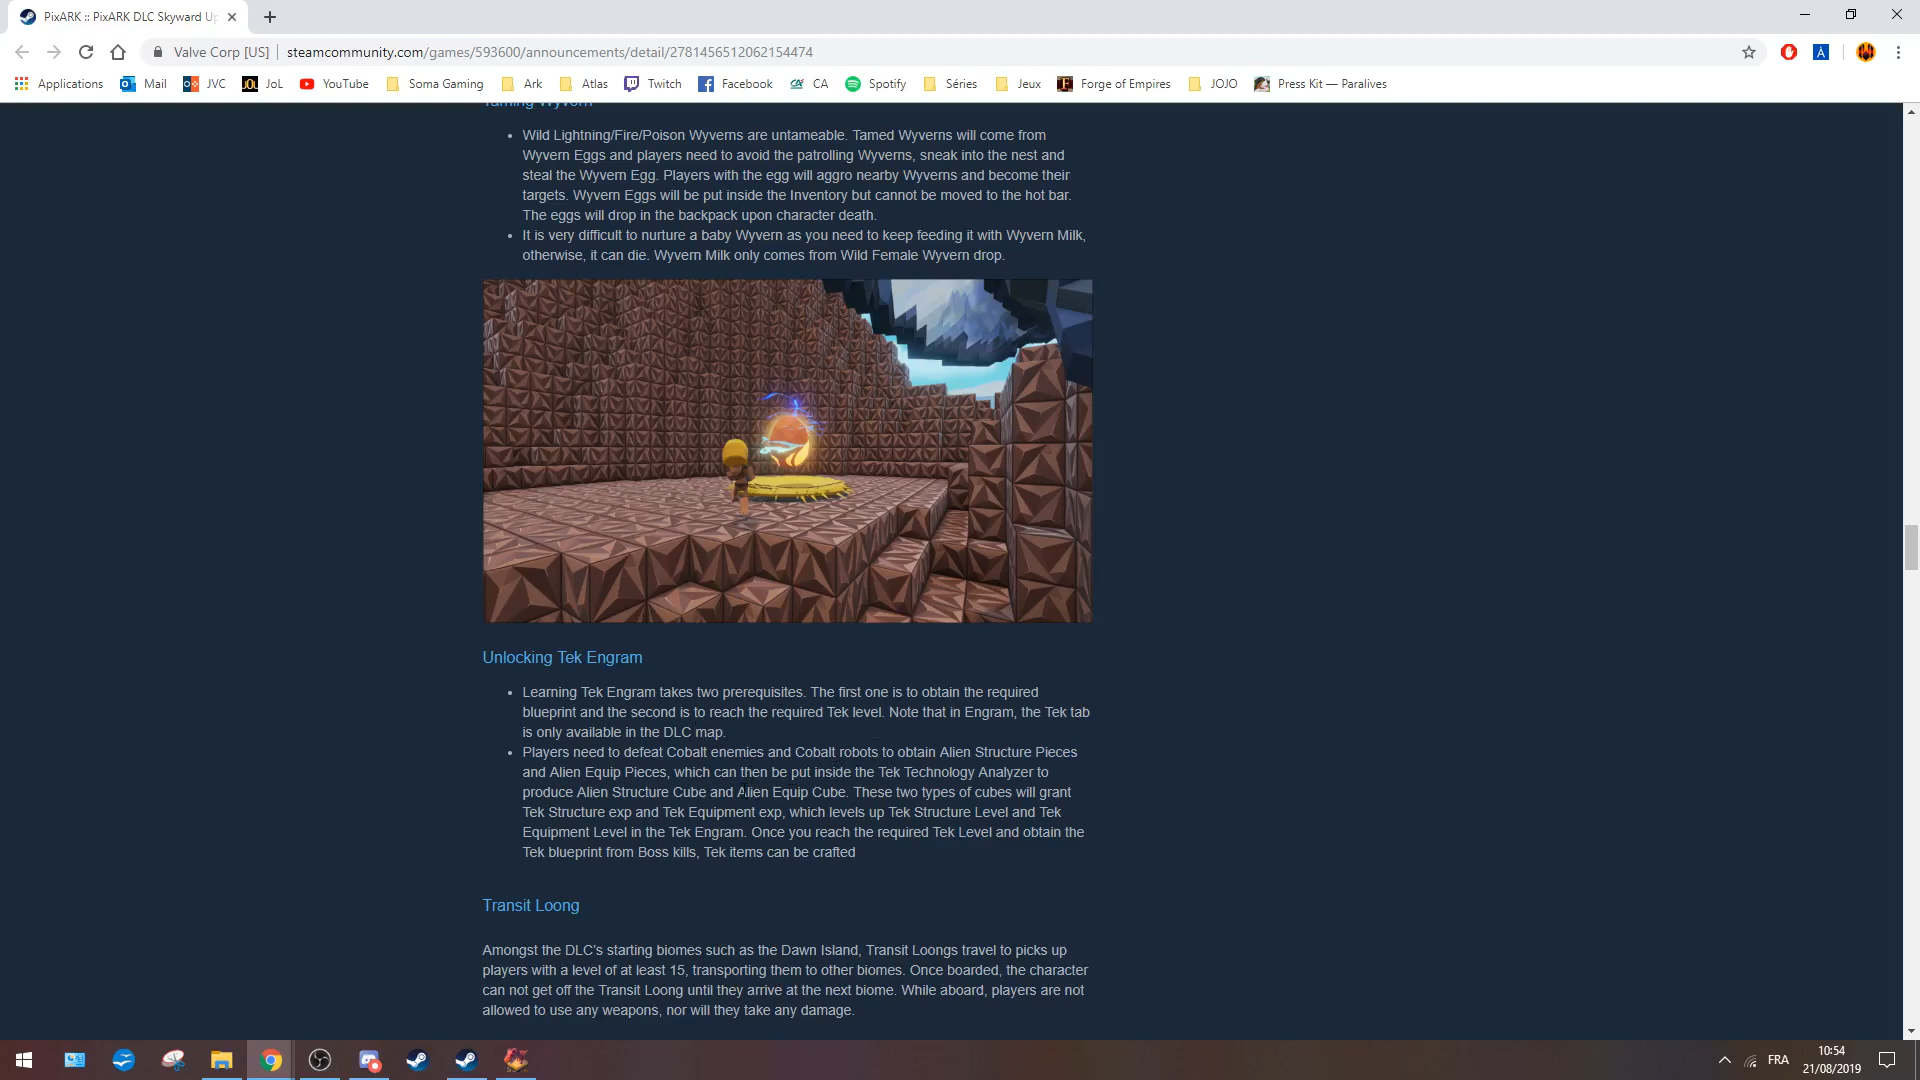 PixARK :: PixARK DLC Skyward Up
Valve Corp [US] | steamcommunity.com/games/593600/announcements/detail/2781456512062154474
Applications Mail JVC JoL YouTube Soma Gaming Ark Atlas Twitch Facebook CA Spotify Séries Jeux Forge of Empires JOJO Press Kit — Paralives
Taming Wyvern
• Wild Lightning/Fire/Poison Wyverns are untameable. Tamed Wyverns will come from
Wyvern Eggs and players need to avoid the patrolling Wyverns, sneak into the nest and
steal the Wyvern Egg. Players with the egg will aggro nearby Wyverns and become their
targets. Wyvern Eggs will be put inside the Inventory but cannot be moved to the hot bar.
The eggs will drop in the backpack upon character death.
• It is very difficult to nurture a baby Wyvern as you need to keep feeding it with Wyvern Milk,
otherwise, it can die. Wyvern Milk only comes from Wild Female Wyvern drop.
Unlocking Tek Engram
• Learning Tek Engram takes two prerequisites. The first one is to obtain the required
blueprint and the second is to reach the required Tek level. Note that in Engram, the Tek tab
is only available in the DLC map.
• Players need to defeat Cobalt enemies and Cobalt robots to obtain Alien Structure Pieces
and Alien Equip Pieces, which can then be put inside the Tek Technology Analyzer to
produce Alien Structure Cube and Alien Equip Cube. These two types of cubes will grant
Tek Structure exp and Tek Equipment exp, which levels up Tek Structure Level and Tek
Equipment Level in the Tek Engram. Once you reach the required Tek Level and obtain the
Tek blueprint from Boss kills, Tek items can be crafted
Transit Loong
Amongst the DLC's starting biomes such as the Dawn Island, Transit Loongs travel to picks up
players with a level of at least 15, transporting them to other biomes. Once boarded, the character
can not get off the Transit Loong until they arrive at the next biome. While aboard, players are not
allowed to use any weapons, nor will they take any damage.
FRA
10:54
21/08/2019